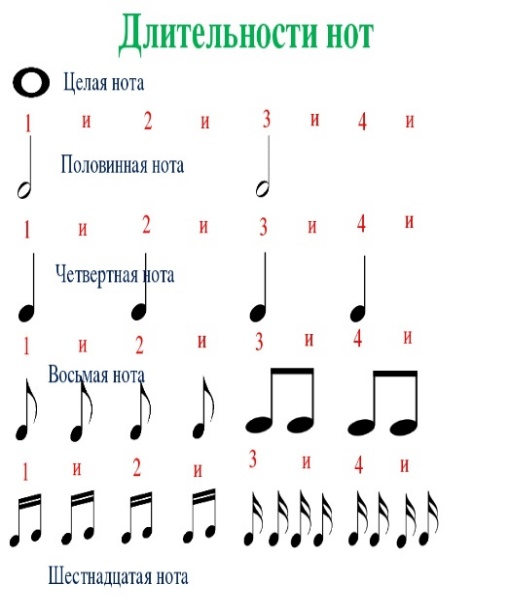 Длительности нот
Целая нота
1 и 2 и 3 и 4 и
Половинная нота
1 и 2 и 3 и 4 и
Четвертная нота
1 и 2 и 3 и 4 и
Восьмая нота
1 и 2 и 3 и 4 и
Шестнадцатая нота